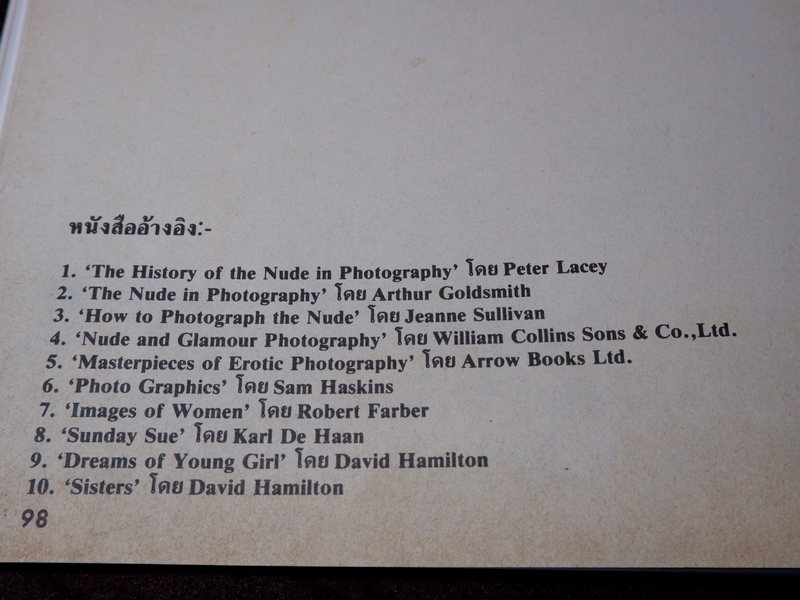 หนังสืออ้างอิง:-
1. ‘The History of the Nude in Photography’ โดย Peter Lacey
2. ‘The Nude in Photography’ โดย Arthur Goldsmith
3. ‘How to Photograph the Nude’ โดย Jeanne Sullivan
4. ‘Nude and Glamour Photography’ โดย William Collins Sons & Co.,Ltd.
5. ‘Masterpieces of Erotic Photography’ โดย Arrow Books Ltd.
6. ‘Photo Graphics’ โดย Sam Haskins
7. ‘Images of Women’ โดย Robert Farber
8. ‘Sunday Sue’ โดย Karl De Haan
9. ‘Dreams of Young Girl’ โดย David Hamilton
10. ‘Sisters’ โดย David Hamilton
98